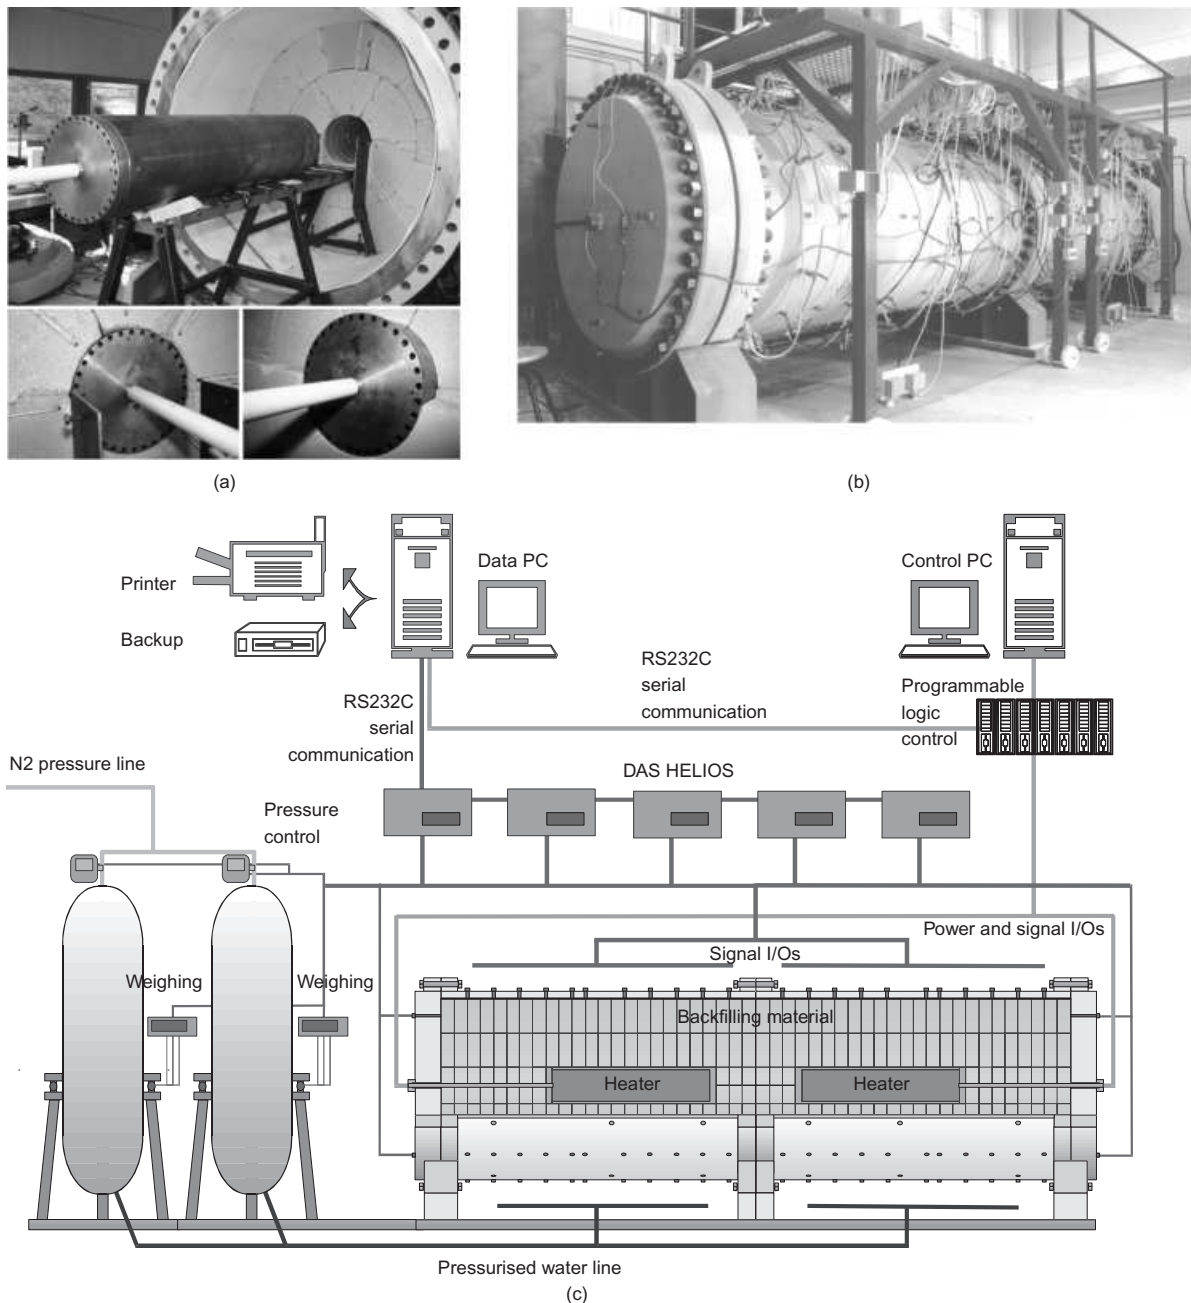 (a)
(b)
Printer
Backup
Data PC
Control PC
RS232C
serial
communication
RS232C
serial
communication
Programmable
logic
control
N2 pressure line
Pressure
control
DAS HELIOS
Power and signal I/Os
Signal I/Os
Weighing
Weighing
Backfilling material
Heater
Heater
Pressurised water line
(c)